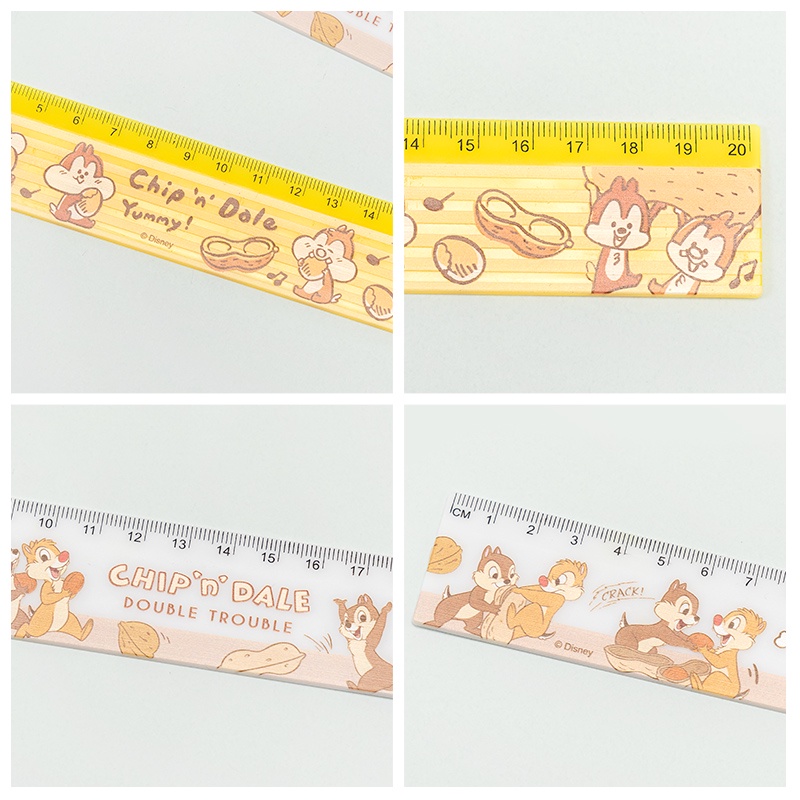 5 6 7 8 9 10 11 12 13 14
Chip 'n' Dale
Yummy!
© Disney
14 15 16 17 18 19 20
10 11 12 13 14 15 16 17
CHIP 'n' DALE
DOUBLE TROUBLE
CM 1 2 3 4 5 6 7
CRACK!
© Disney